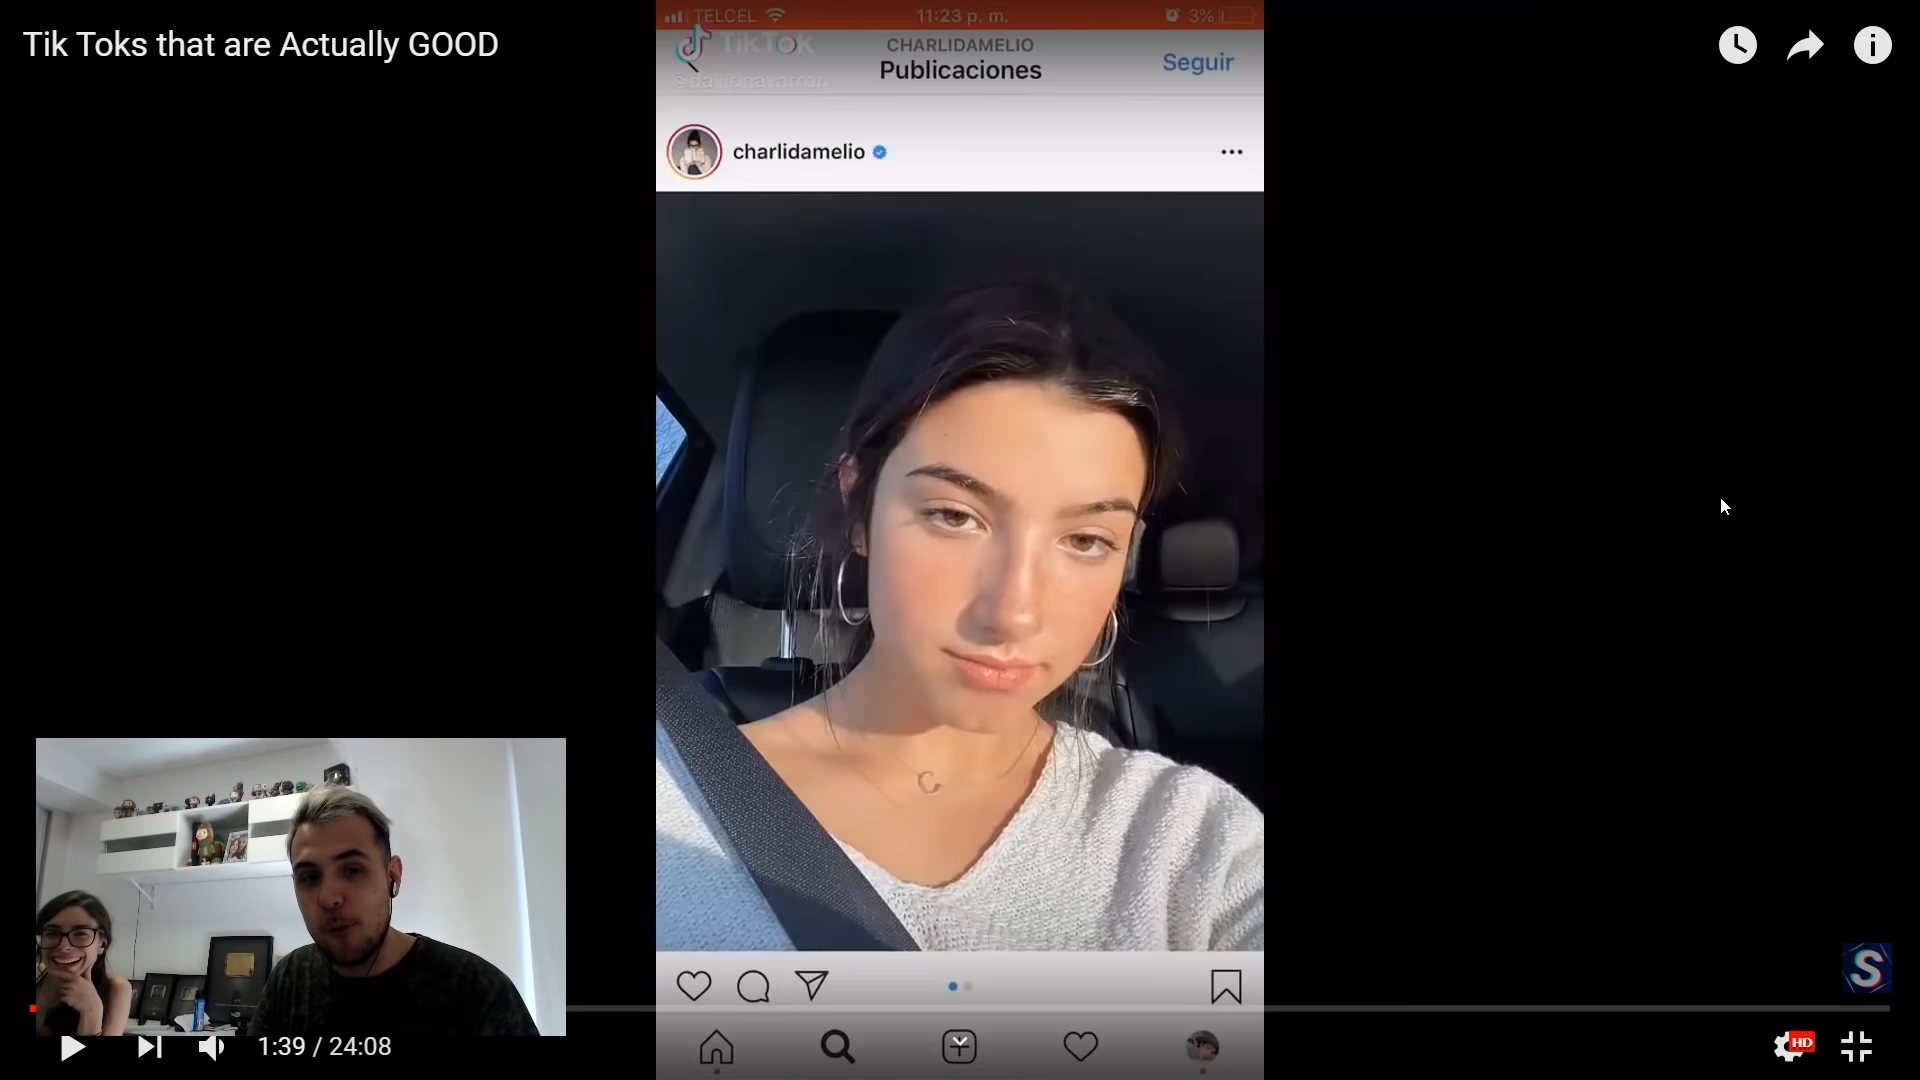 Tik Toks that are Actually GOOD
TELCEL 11:23 p. m. 3%
TikTok
CHARLIDAMELIO
Publicaciones
Seguir
@davidnavarrop
charlidamelio
C
1:39 / 24:08
HD
S